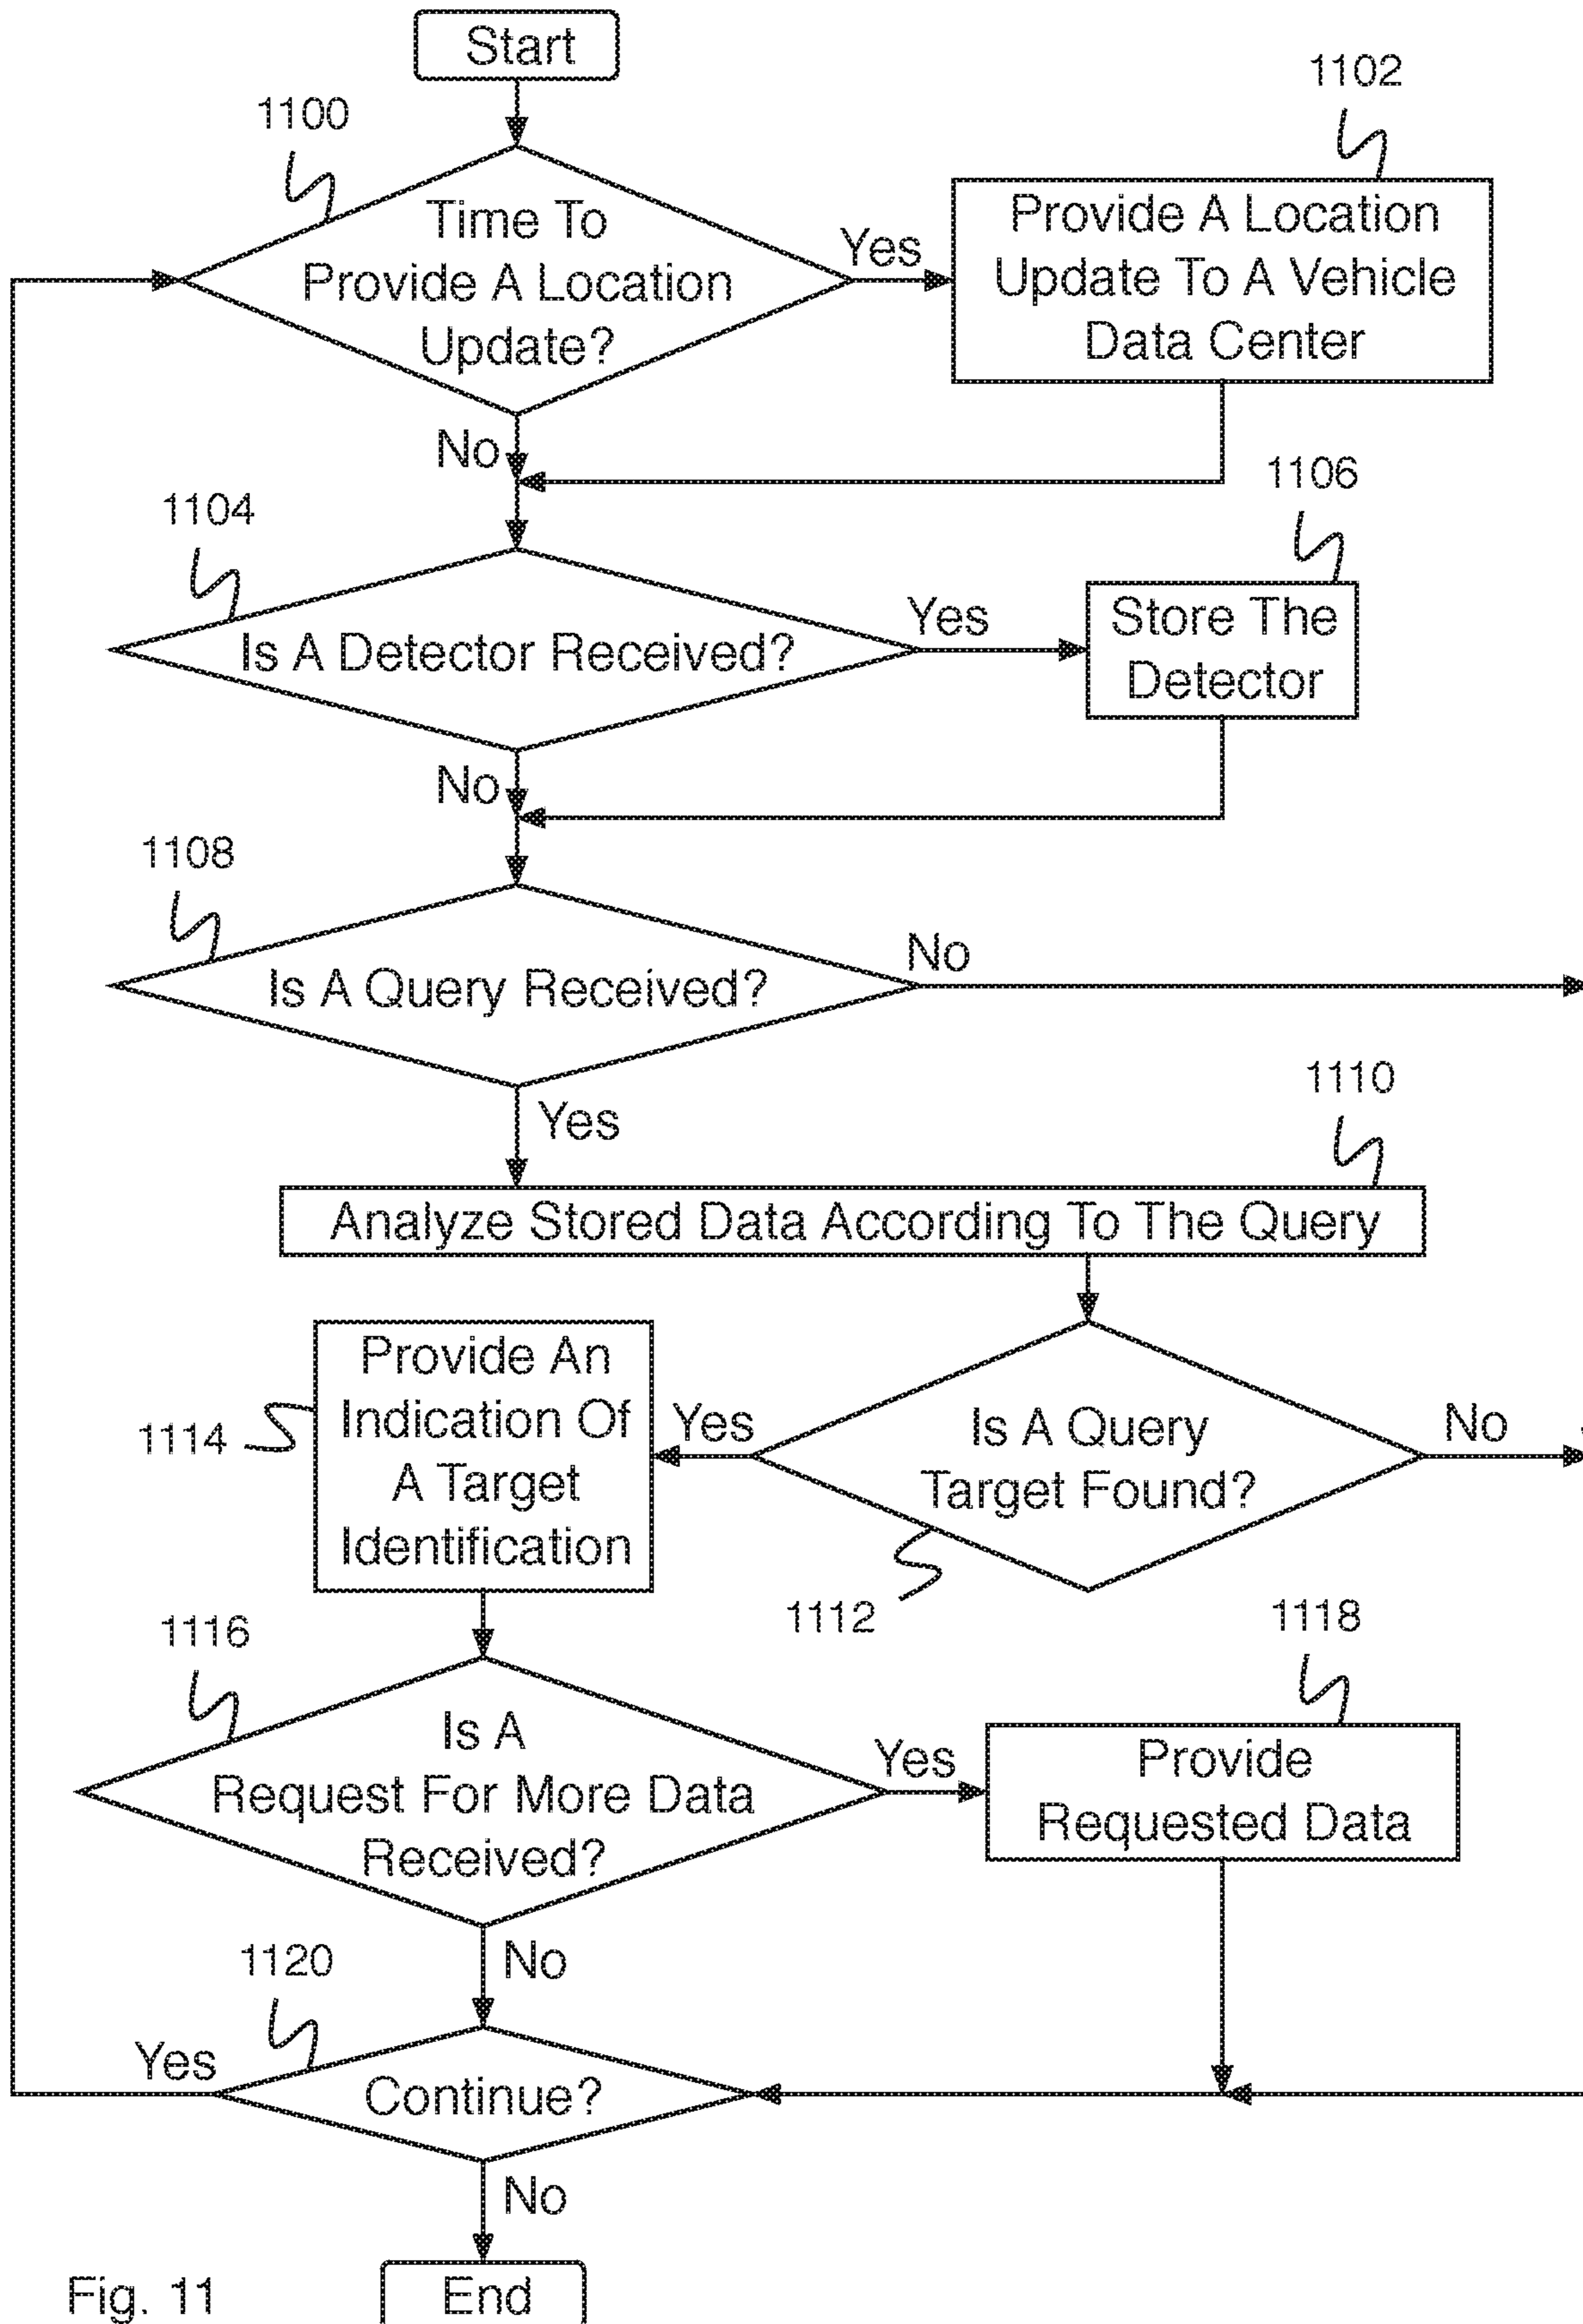 Start
1100
1102
Time To
Provide A Location
Update?
Yes
Provide A Location
Update To A Vehicle
Data Center
No
1104
1106
Is A Detector Received?
Yes
Store The
Detector
No
1108
Is A Query Received?
No
Yes
1110
Analyze Stored Data According To The Query
Provide An
Indication Of
A Target
Identification
1114
Yes
Is A Query
Target Found?
No
1112
1116
1118
Is A
Request For More Data
Received?
Yes
Provide
Requested Data
No
1120
Yes
Continue?
No
End
Fig. 11